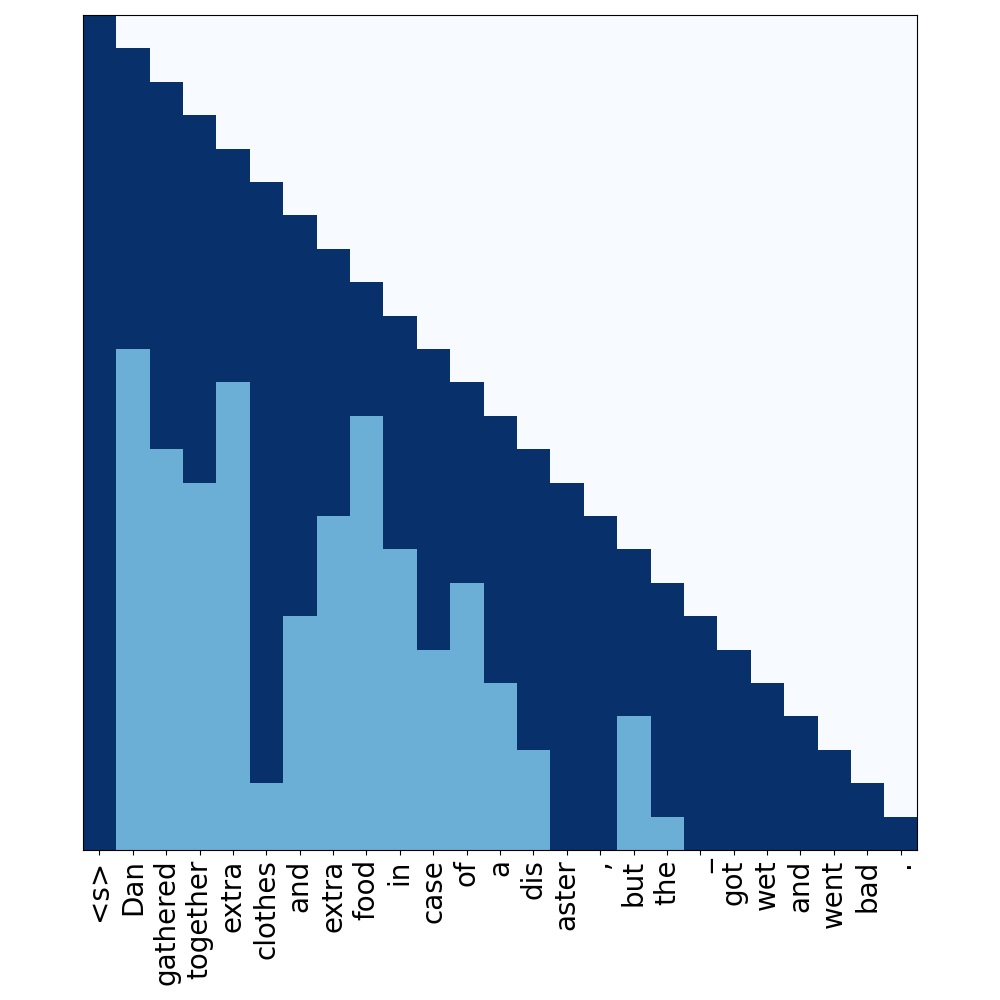 <s> Dan gathered together extra clothes and extra food in case of a dis aster , but the _ got wet and went bad .